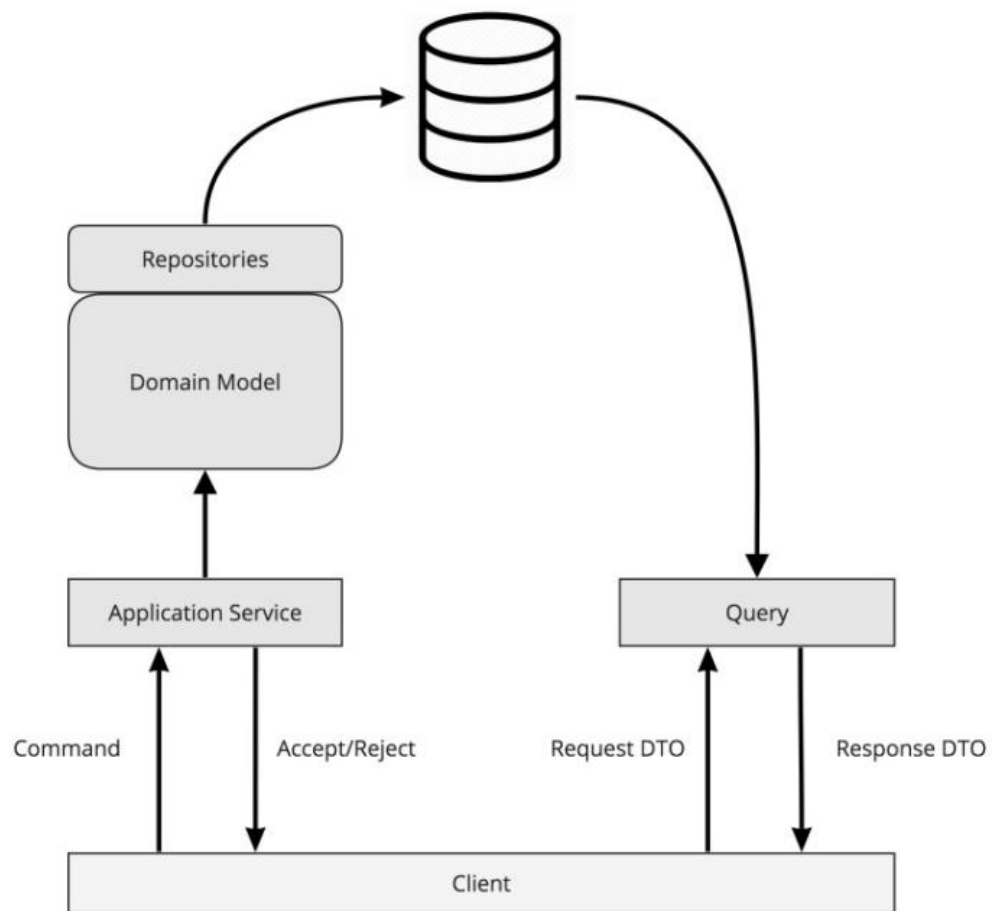 Repositories
Domain Model
Application Service
Query
Command
Accept/Reject
Request DTO
Response DTO
Client